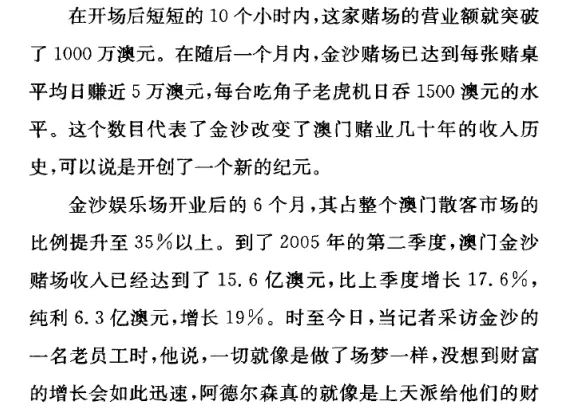 在开场后短短的 10 个小时内，这家赌场的营业额就突破
了 1000 万澳元。在随后一个月内，金沙赌场已达到每张赌桌
平均日赚近 5 万澳元，每台吃角子老虎机日吞 1500 澳元的水
平。这个数目代表了金沙改变了澳门赌业几十年的收入历
史，可以说是开创了一个新的纪元。
金沙娱乐场开业后的 6 个月，其占整个澳门散客市场的
比例提升至 35%以上。到了 2005 年的第二季度，澳门金沙
赌场收入已经达到了 15.6 亿澳元，比上季度增长 17.6%，
纯利 6.3 亿澳元，增长 19%。时至今日，当记者采访金沙的
一名老员工时，他说，一切就像是做了场梦一样，没想到财富
的增长会如此迅速，阿德尔森真的就像是上天派给他们的财